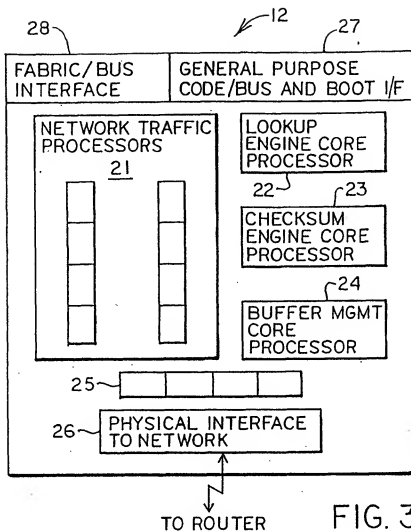 12
28
27
FABRIC/BUS
INTERFACE
GENERAL PURPOSE
CODE/BUS AND BOOT I/F
NETWORK TRAFFIC
PROCESSORS
21
LOOKUP
ENGINE CORE
PROCESSOR
22
23
CHECKSUM
ENGINE CORE
PROCESSOR
24
BUFFER MGMT
CORE
PROCESSOR
25
26
PHYSICAL INTERFACE
TO NETWORK
TO ROUTER
FIG. 3